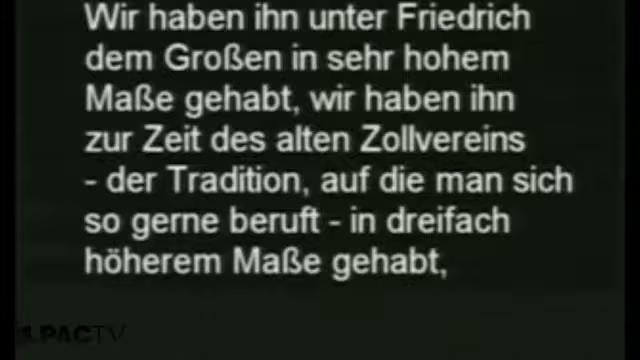 Wir haben ihn unter Friedrich
dem Großen in sehr hohem
Maße gehabt, wir haben ihn
zur Zeit des alten Zollvereins
- der Tradition, auf die man sich
so gerne beruft - in dreifach
höherem Maße gehabt,
PACTV